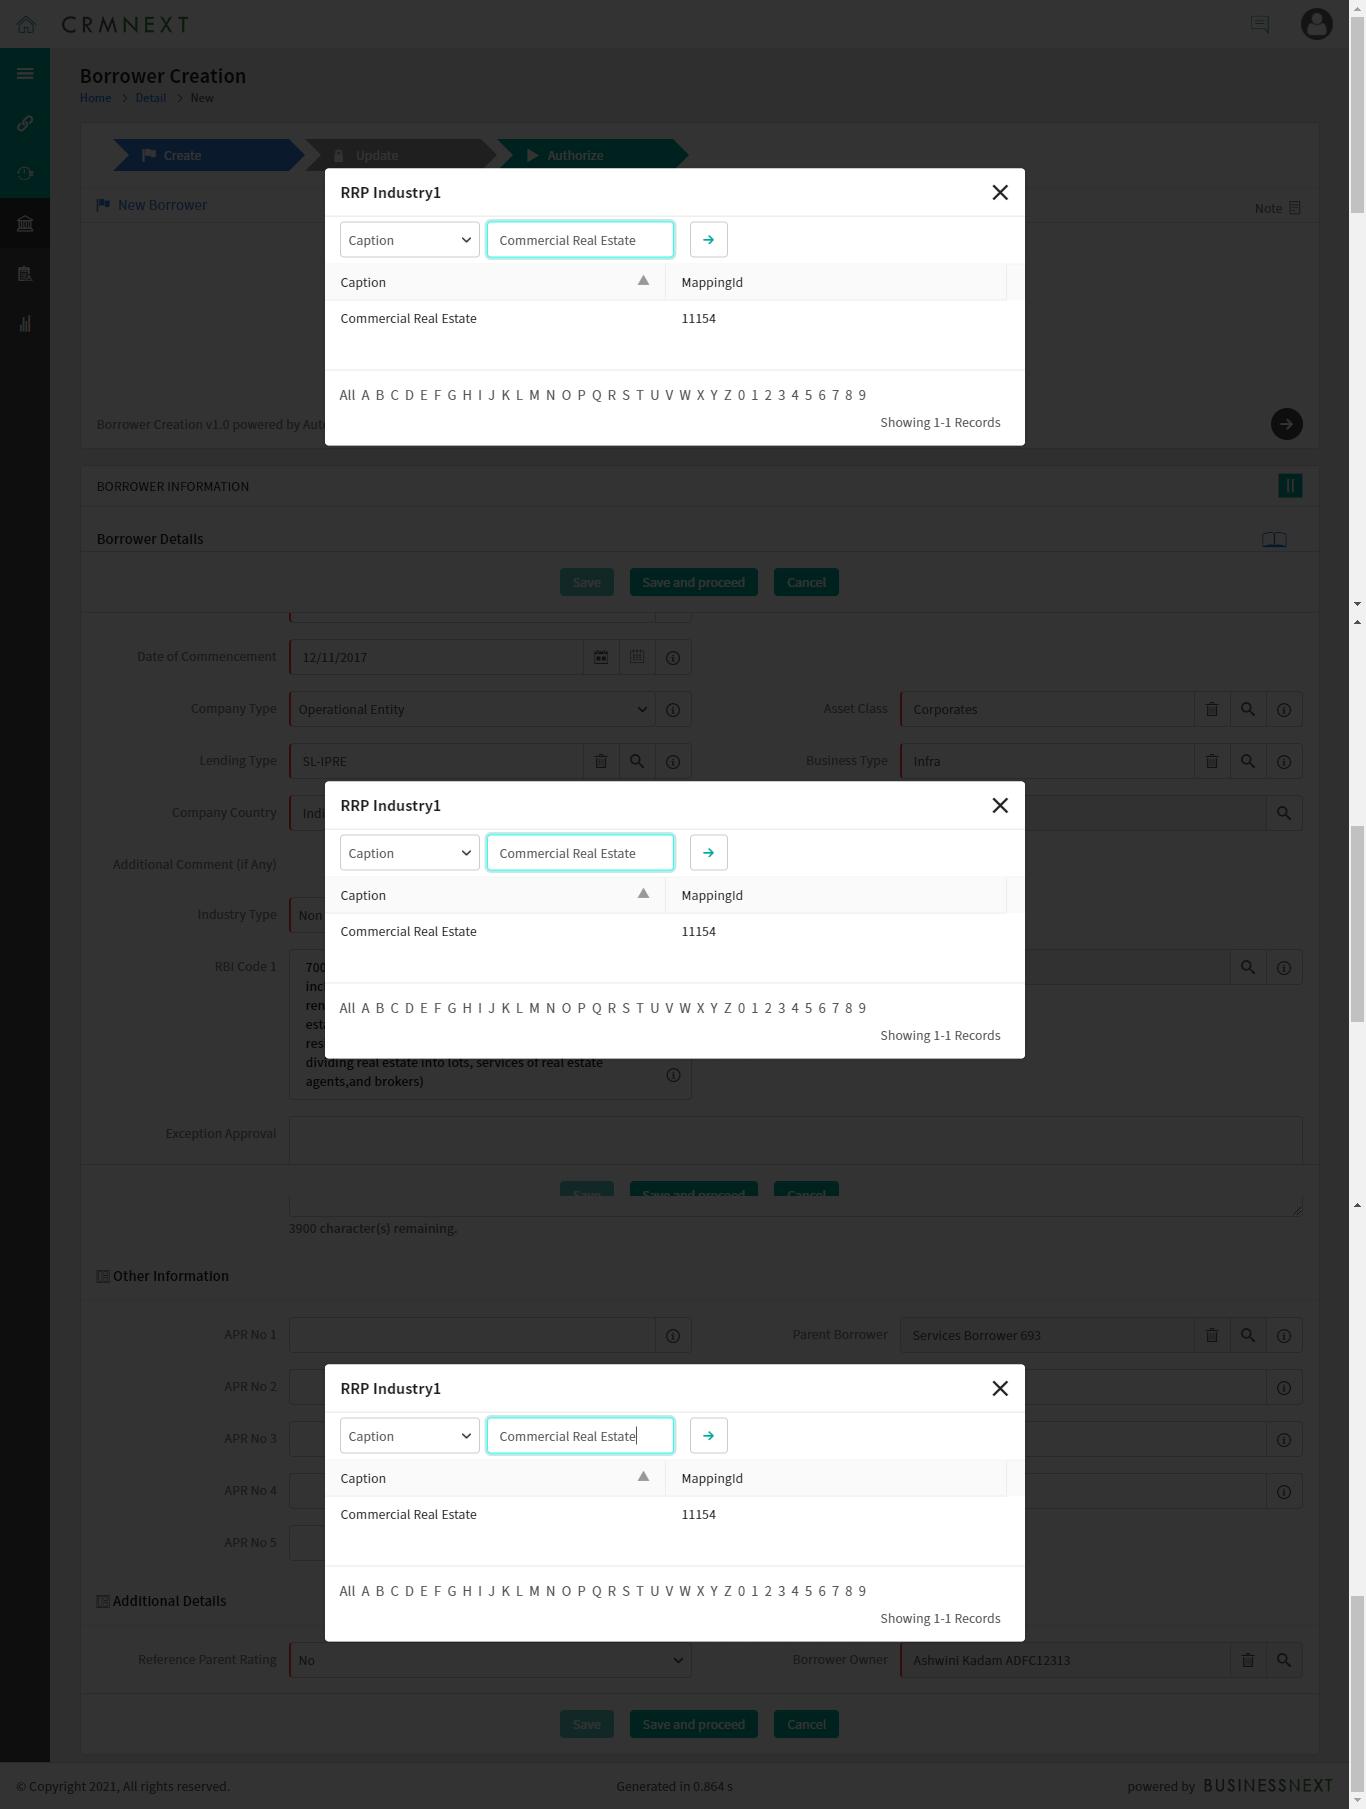 CRMNEXT
Borrower Creation
Home > Detail > New
Create Update Authorize
RRP Industry1
New Borrower Note
Caption Commercial Real Estate
Caption MappingId
Commercial Real Estate 11154
All A B C D E F G H I J K L M N O P Q R S T U V W X Y Z 0 1 2 3 4 5 6 7 8 9
Showing 1-1 Records
Borrower Creation v1.0 powered by Aut
BORROWER INFORMATION
Borrower Details
Save Save and proceed Cancel
Date of Commencement 12/11/2017
Company Type Operational Entity Asset Class Corporates
Lending Type SL-IPRE Business Type Infra
RRP Industry1
Company Country Indi
Caption Commercial Real Estate
Additional Comment (if Any)
Caption MappingId
Industry Type Non
Commercial Real Estate 11154
RBI Code 1 700
inc
ren
esta
res
All A B C D E F G H I J K L M N O P Q R S T U V W X Y Z 0 1 2 3 4 5 6 7 8 9
Showing 1-1 Records
dividing real estate into lots, services of real estate
agents,and brokers)
Exception Approval
Save Save and proceed Cancel
3900 character(s) remaining.
Other Information
APR No 1 Parent Borrower Services Borrower 693
RRP Industry1
APR No 2
Caption Commercial Real Estate
APR No 3
Caption MappingId
APR No 4
Commercial Real Estate 11154
APR No 5
All A B C D E F G H I J K L M N O P Q R S T U V W X Y Z 0 1 2 3 4 5 6 7 8 9
Additional Details
Showing 1-1 Records
Reference Parent Rating No Borrower Owner Ashwini Kadam ADFC12313
Save Save and proceed Cancel
© Copyright 2021, All rights reserved. Generated in 0.864 s powered by BUSINESSNEXT